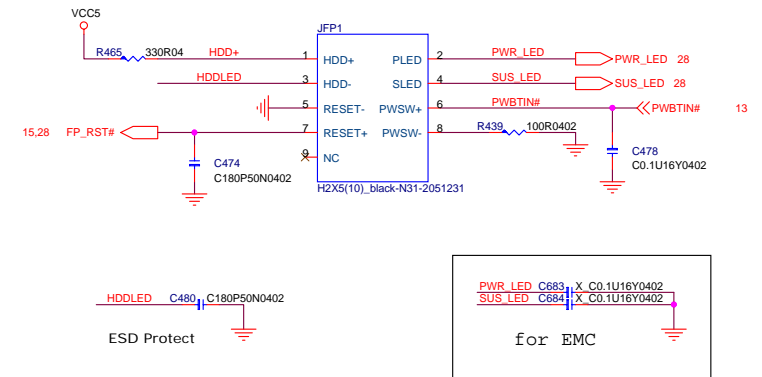 VCC5
JFP1
R465 330R04 HDD+ 1 HDD+ PLED 2 PWR_LED PWR_LED 28
HDDLED 3 HDD- SLED 4 SUS_LED SUS_LED 28
5 RESET- PWSW+ 6 PWBTIN# PWBTIN# 13
15,28 FP_RST# 7 RESET+ PWSW- 8 R439 100R0402
9 NC
C474
C180P50N0402
C478
C0.1U16Y0402
H2X5(10)_black-N31-2051231
HDDLED C480 C180P50N0402
ESD Protect
PWR_LED C683 X_C0.1U16Y0402
SUS_LED C684 X_C0.1U16Y0402
for EMC